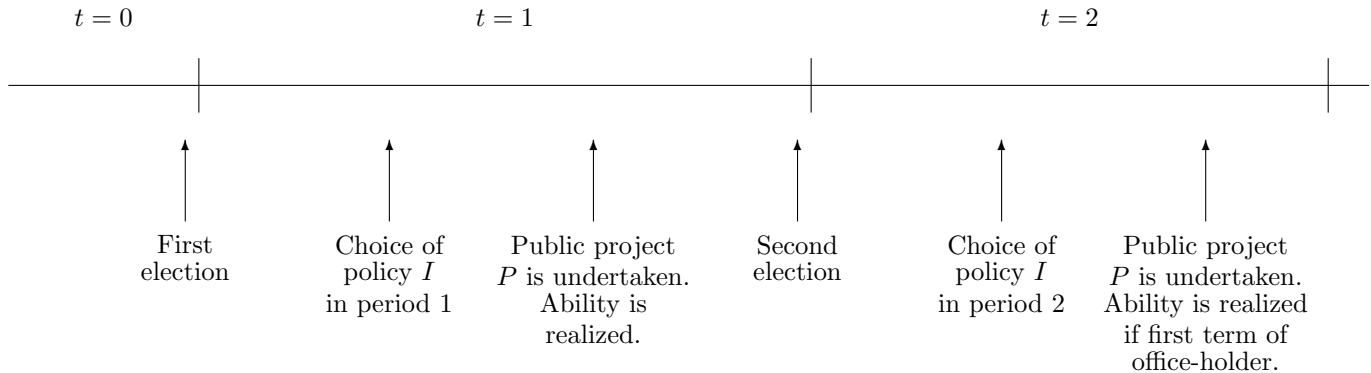 t = 0
t = 1
t = 2
First
election
Choice of
policy I
in period 1
Public project
P is undertaken.
Ability is
realized.
Second
election
Choice of
policy I
in period 2
Public project
P is undertaken.
Ability is realized
if first term of
office-holder.